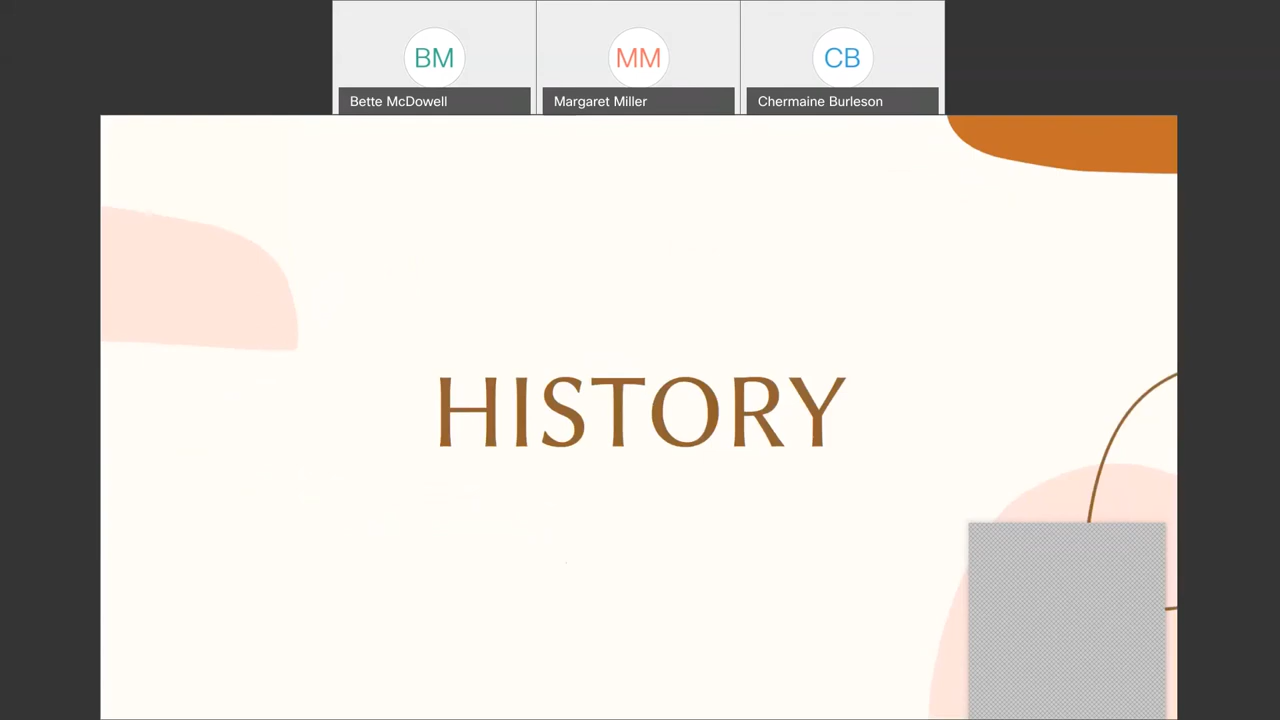 BM
MM
CB
Bette McDowell
Margaret Miller
Chermaine Burleson
HISTORY